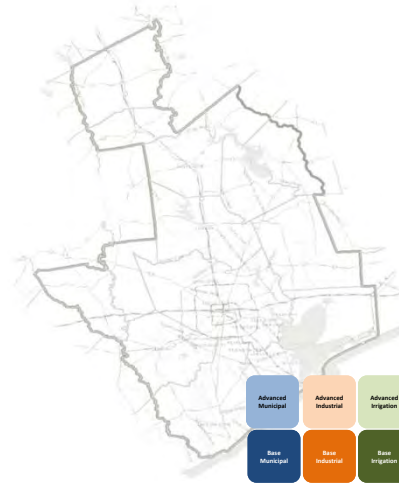 Advanced
Municipal
Advanced
Industrial
Advanced
Irrigation
Base
Municipal
Base
Industrial
Base
Irrigation